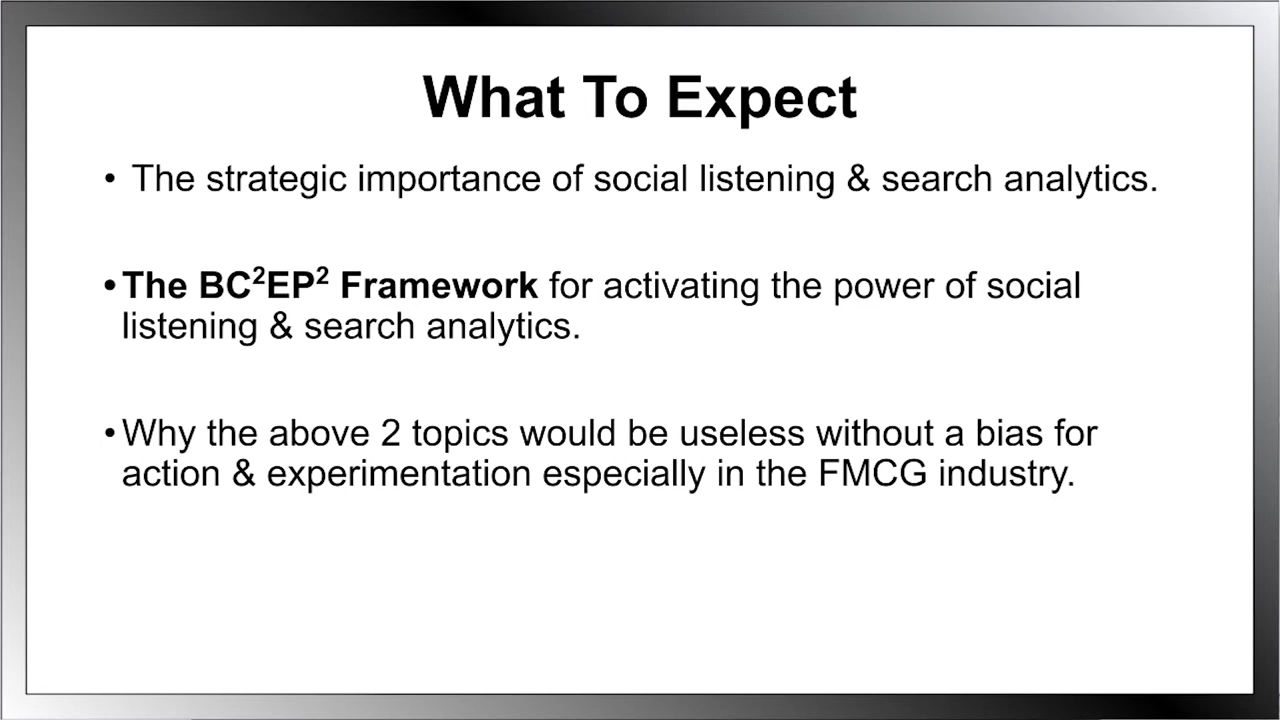 What To Expect
• The strategic importance of social listening & search analytics.
• The BC²EP² Framework for activating the power of social
listening & search analytics.
• Why the above 2 topics would be useless without a bias for
action & experimentation especially in the FMCG industry.